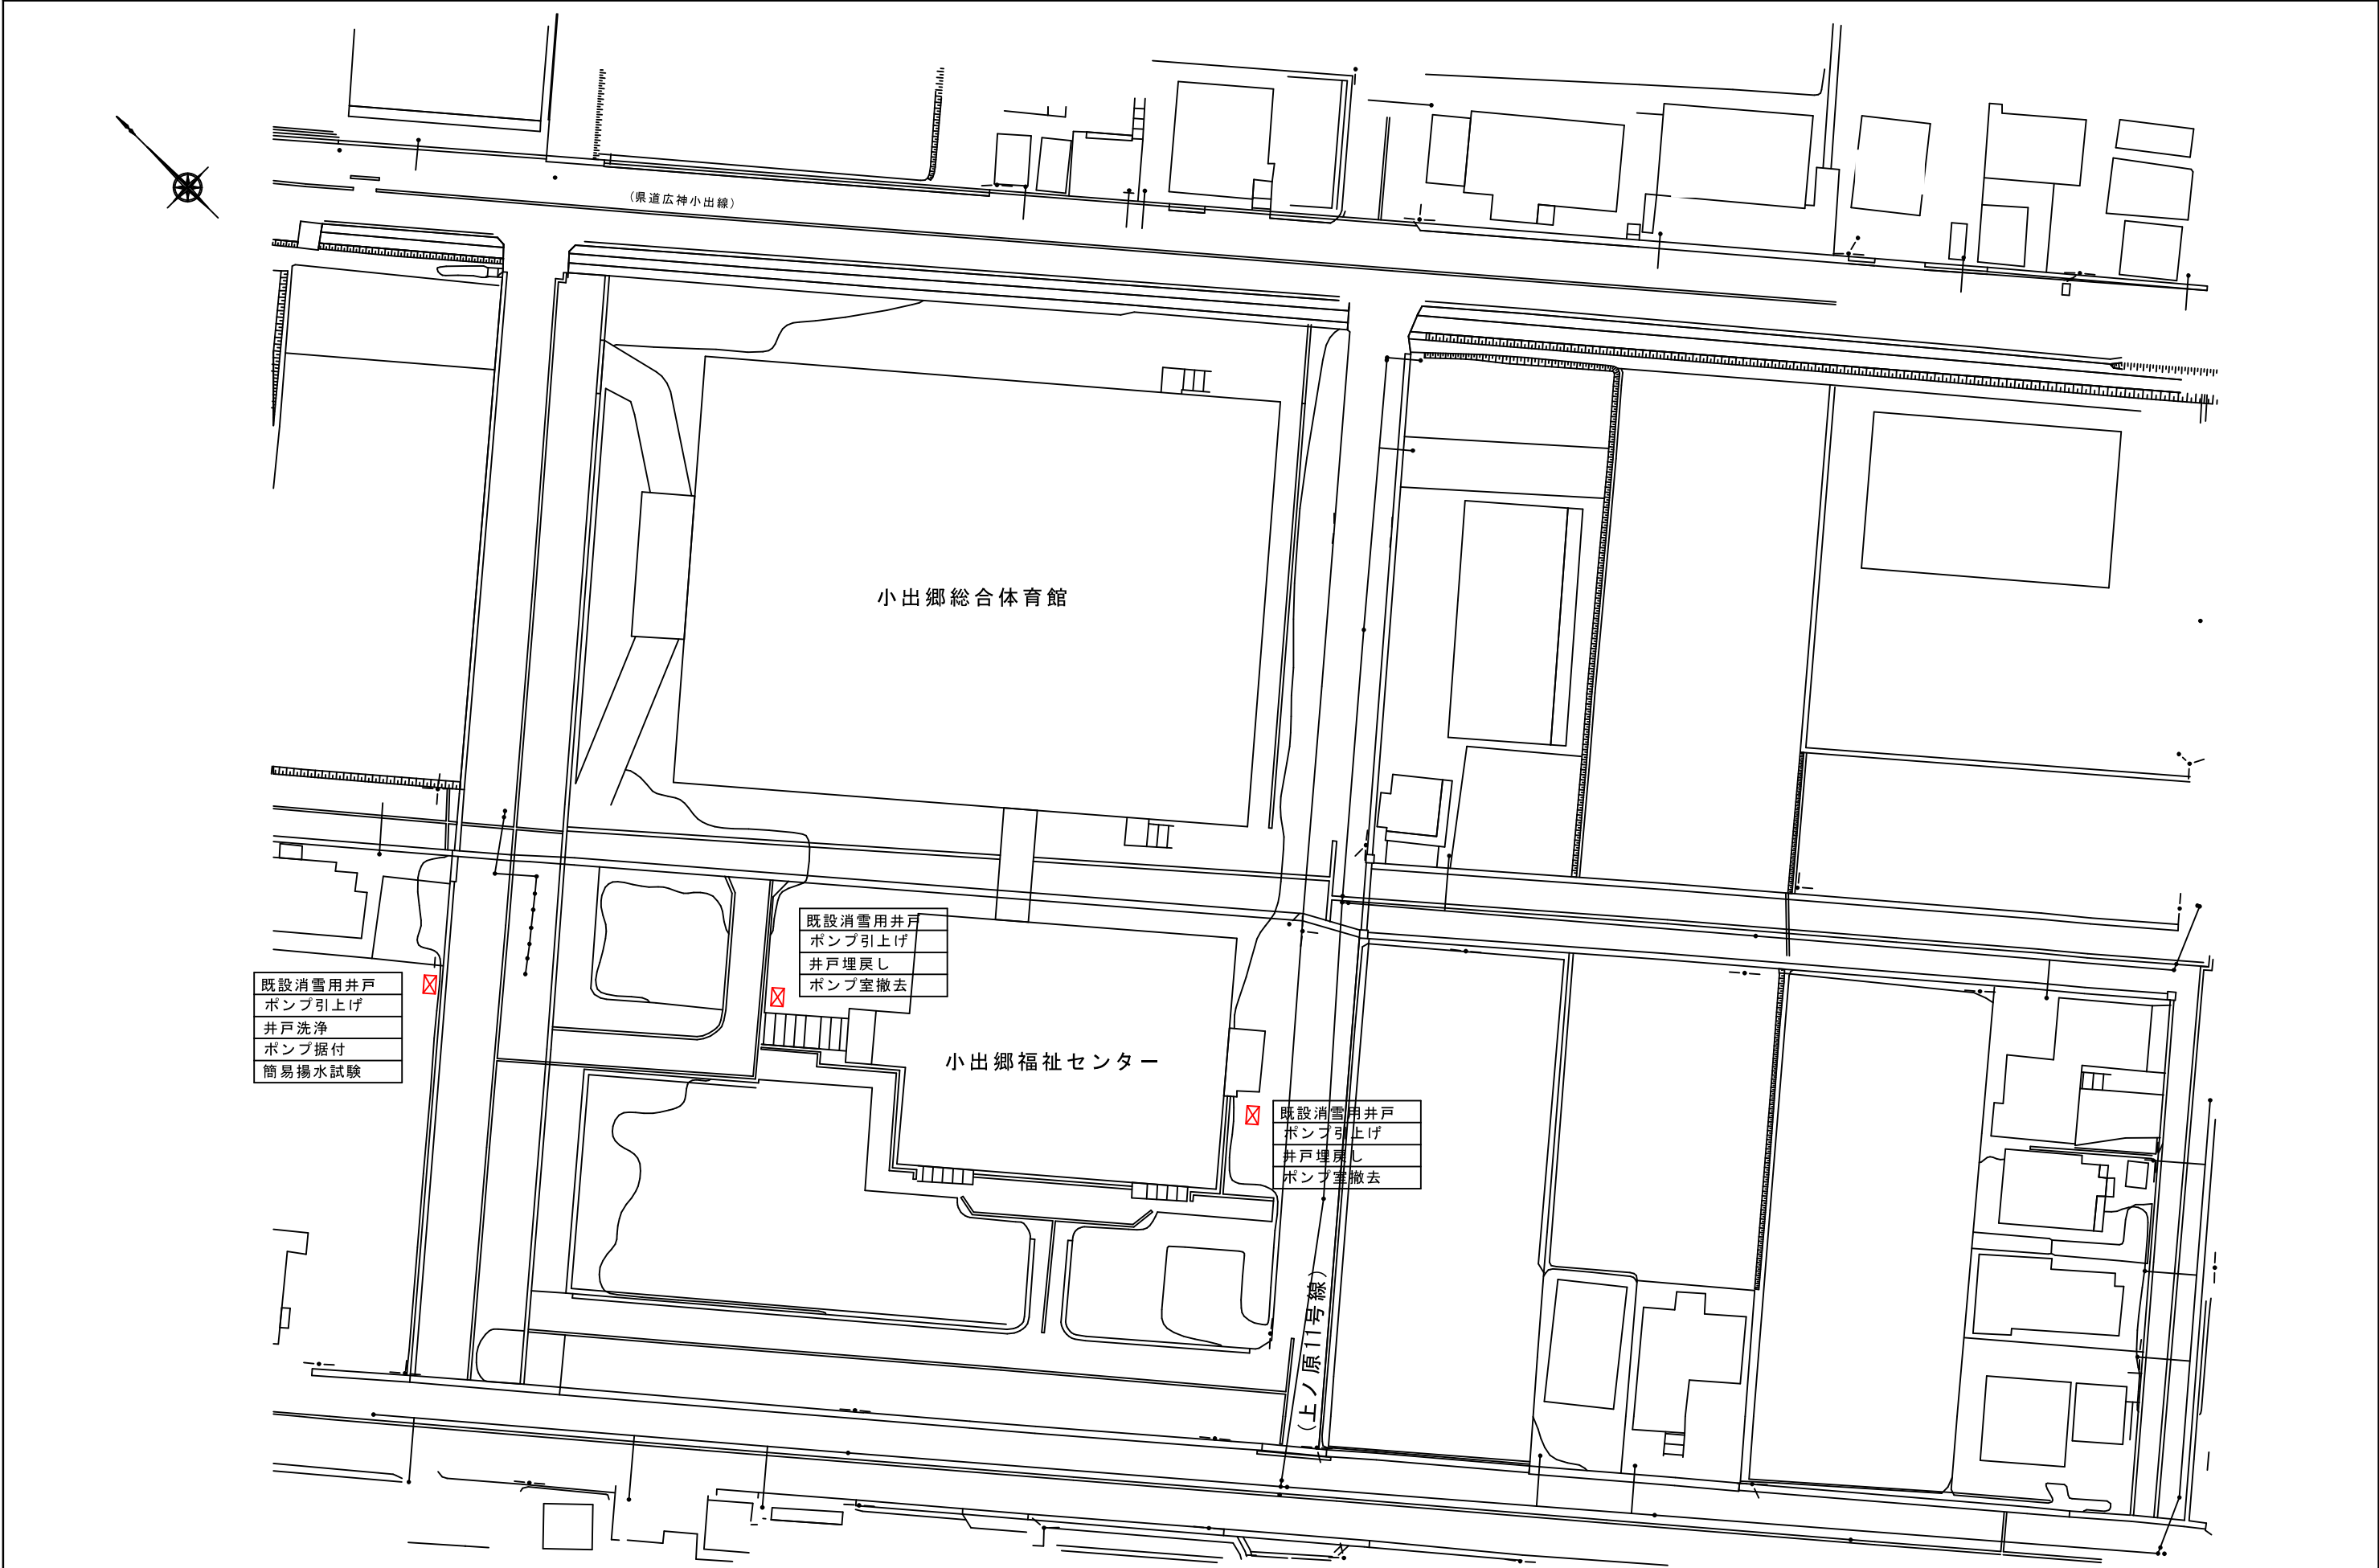 (県道広神小出線)
小出郷総合体育館
既設消雪用井戸
ポンプ引上げ
井戸埋戻し
ポンプ室撤去
既設消雪用井戸
ポンプ引上げ
井戸洗浄
ポンプ据付
簡易揚水試験
小出郷福祉センター
既設消雪用井戸
ポンプ引上げ
井戸埋戻し
ポンプ室撤去
(上ノ原11号線)